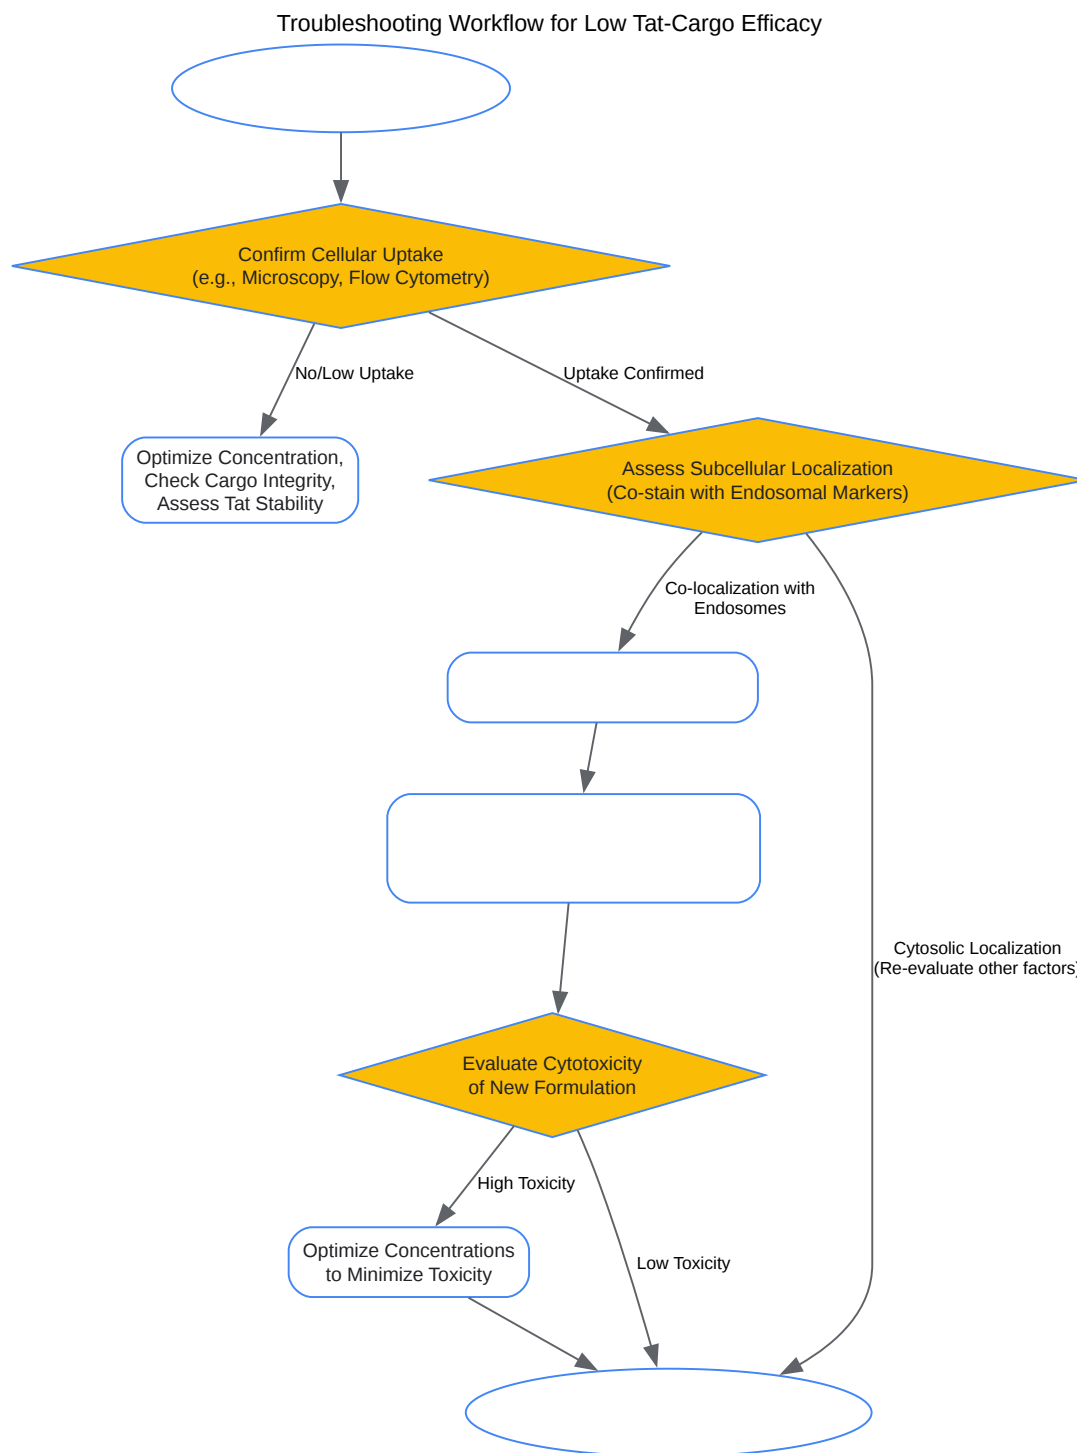 Troubleshooting Workflow for Low Tat-Cargo Efficacy
Confirm Cellular Uptake
(e.g., Microscopy, Flow Cytometry)
No/Low Uptake
Uptake Confirmed
Optimize Concentration,
Check Cargo Integrity,
Assess Tat Stability
Assess Subcellular Localization
(Co-stain with Endosomal Markers)
Co-localization with
Endosomes
Cytosolic Localization
(Re-evaluate other factors)
Evaluate Cytotoxicity
of New Formulation
High Toxicity
Optimize Concentrations
to Minimize Toxicity
Low Toxicity